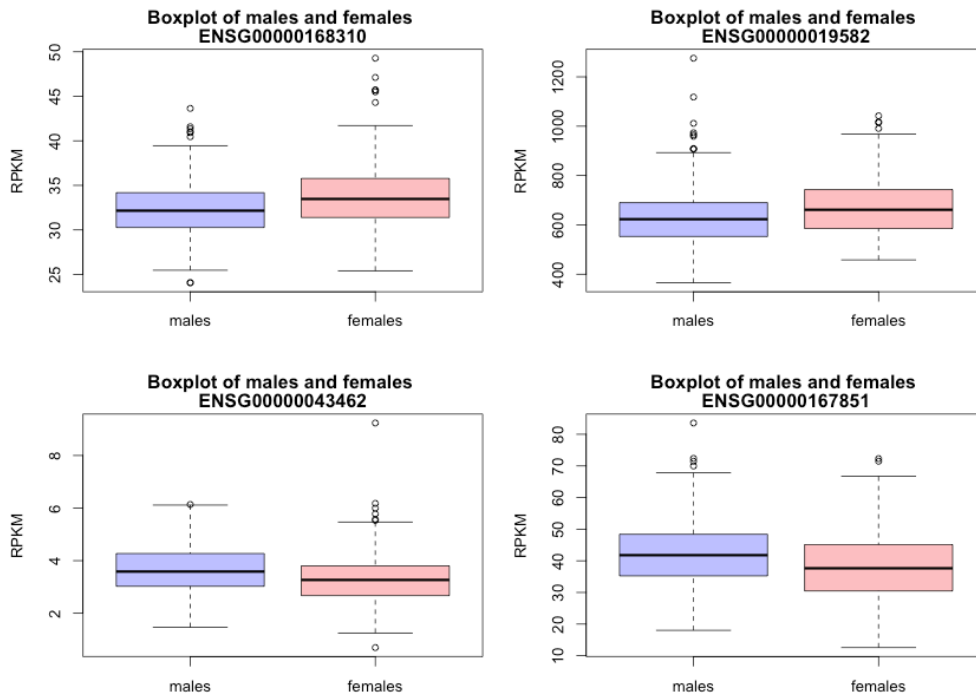 Boxplot of males and females
ENSG00000168310
RPKM
50
45
40
35
30
25
males females
Boxplot of males and females
ENSG00000019582
RPKM
1200
1000
800
600
400
males females
Boxplot of males and females
ENSG00000043462
RPKM
8
6
4
2
males females
Boxplot of males and females
ENSG00000167851
RPKM
80
70
60
50
40
30
20
10
males females